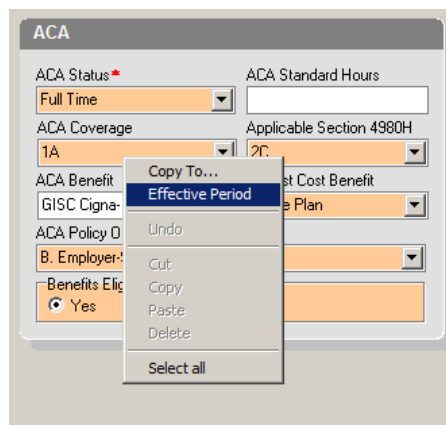 ACA
ACA Status* ACA Standard Hours
Full Time
ACA Coverage Applicable Section 4980H
1A 2C
Copy To...
ACA Benefit st Cost Benefit
Effective Period
GISC Cigna- Plan
Undo
ACA Policy O
B. Employer-
Cut
Benefits Elig
Copy
Yes
Paste
Delete
Select all